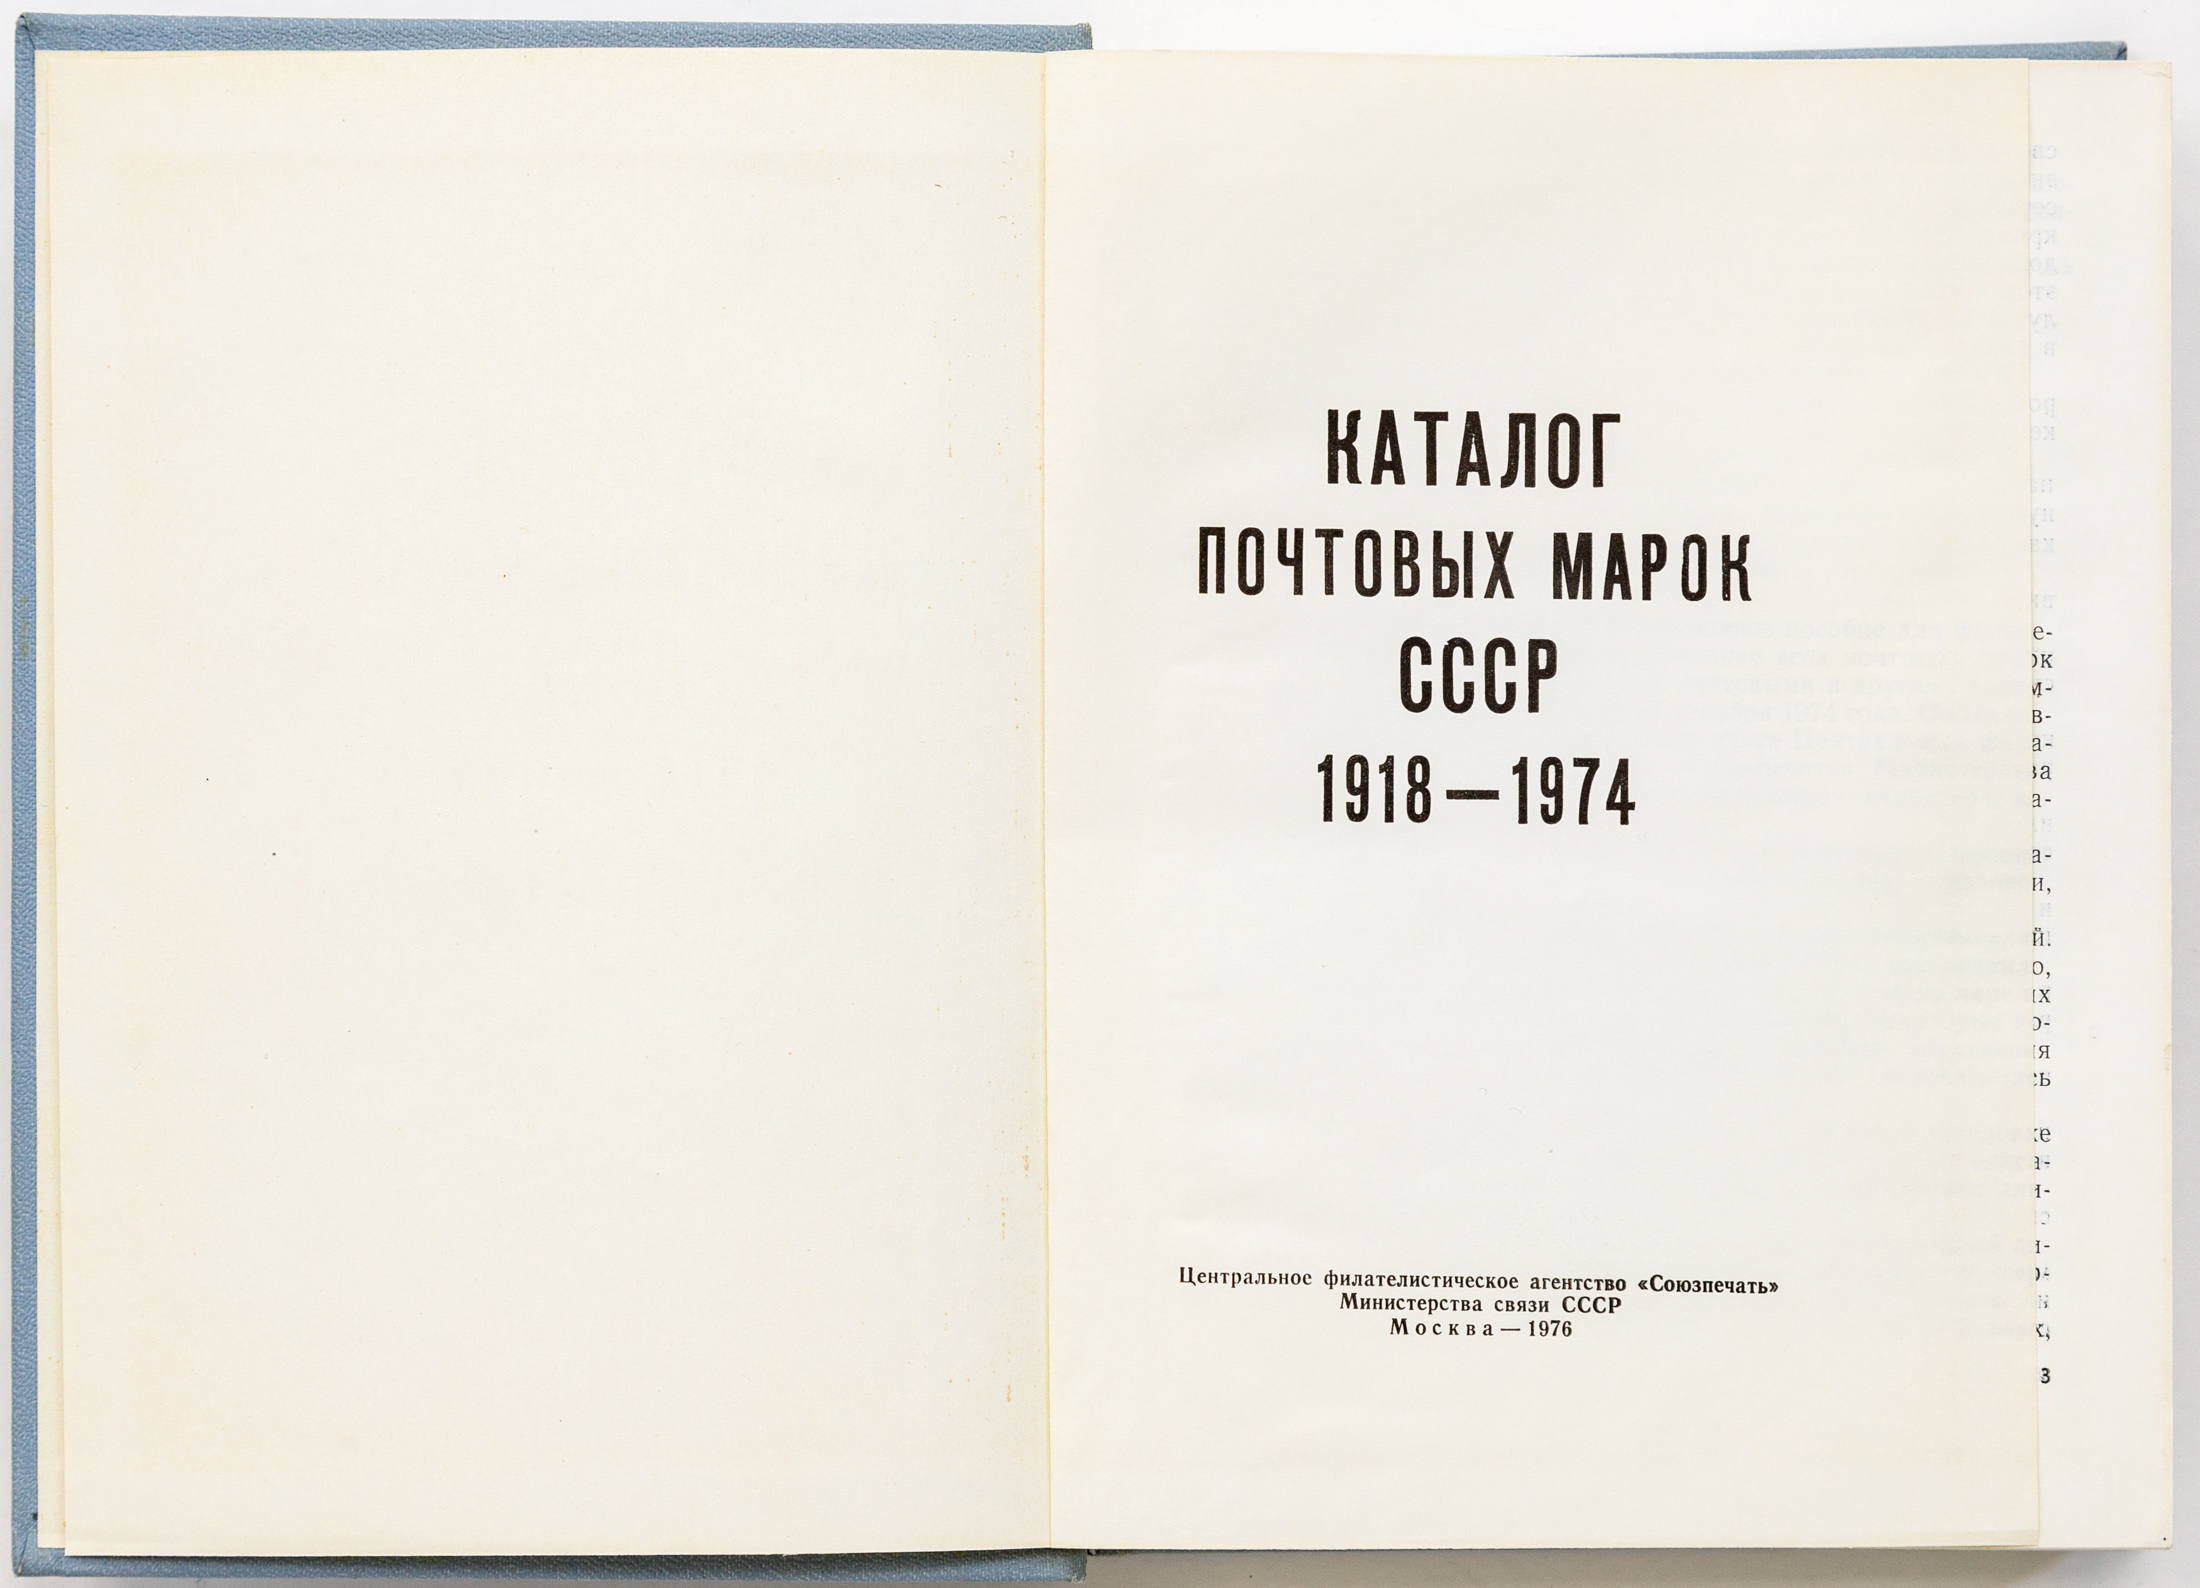 КАТАЛОГ
ПОЧТОВЫХ МАРОК
СССР
1918—1974
Центральное филателистическое агентство «Союзпечать»
Министерства связи СССР
Москва — 1976
3